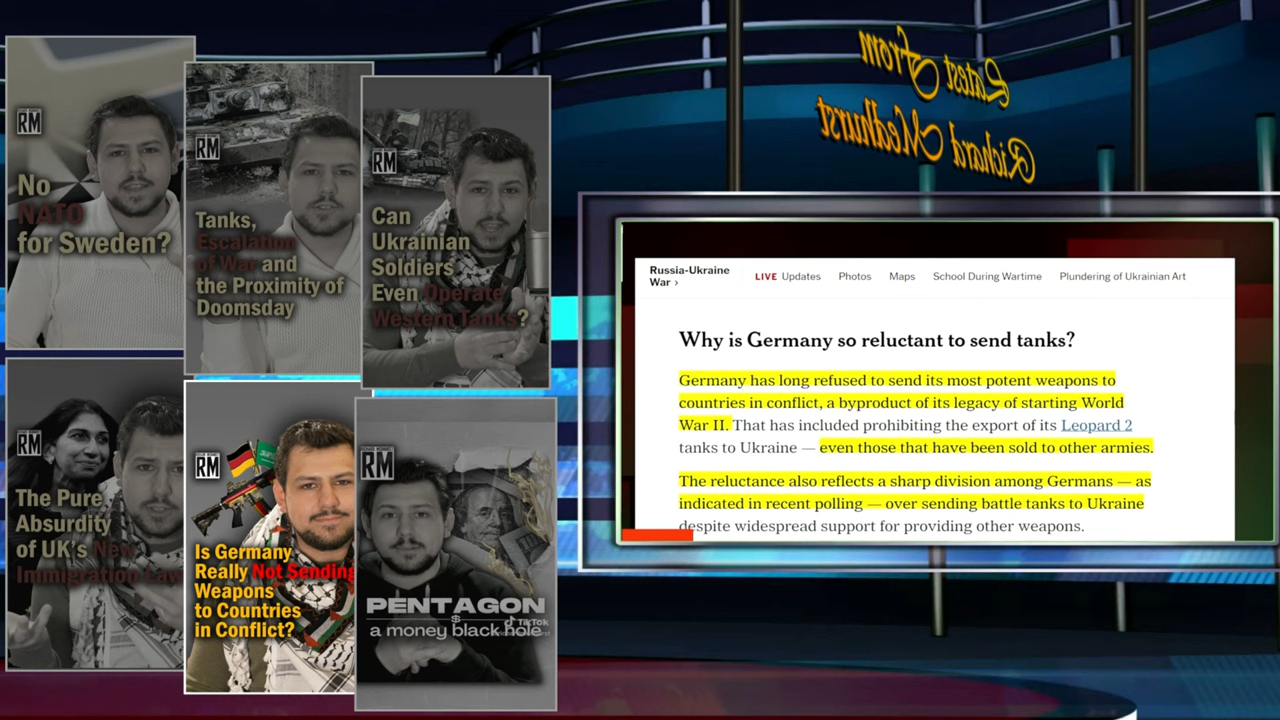 RM
No
NATO
for Sweden?
RM
Tanks,
Escalation
of War and
the Proximity of
Doomsday
RM
Can
Ukrainian
Soldiers
Even Operate
Western Tanks?
RM
The Pure
Absurdity
of UK's New
Immigration Law
RM
Is Germany
Really Not Sending
Weapons
to Countries
in Conflict?
RM
PENTAGON
$
a money black hole
TikTok
Latest From
Richard Medhurst
Russia-Ukraine
War ›
LIVE Updates Photos Maps School During Wartime Plundering of Ukrainian Art
Why is Germany so reluctant to send tanks?
Germany has long refused to send its most potent weapons to
countries in conflict, a byproduct of its legacy of starting World
War II. That has included prohibiting the export of its Leopard 2
tanks to Ukraine — even those that have been sold to other armies.
The reluctance also reflects a sharp division among Germans — as
indicated in recent polling — over sending battle tanks to Ukraine
despite widespread support for providing other weapons.